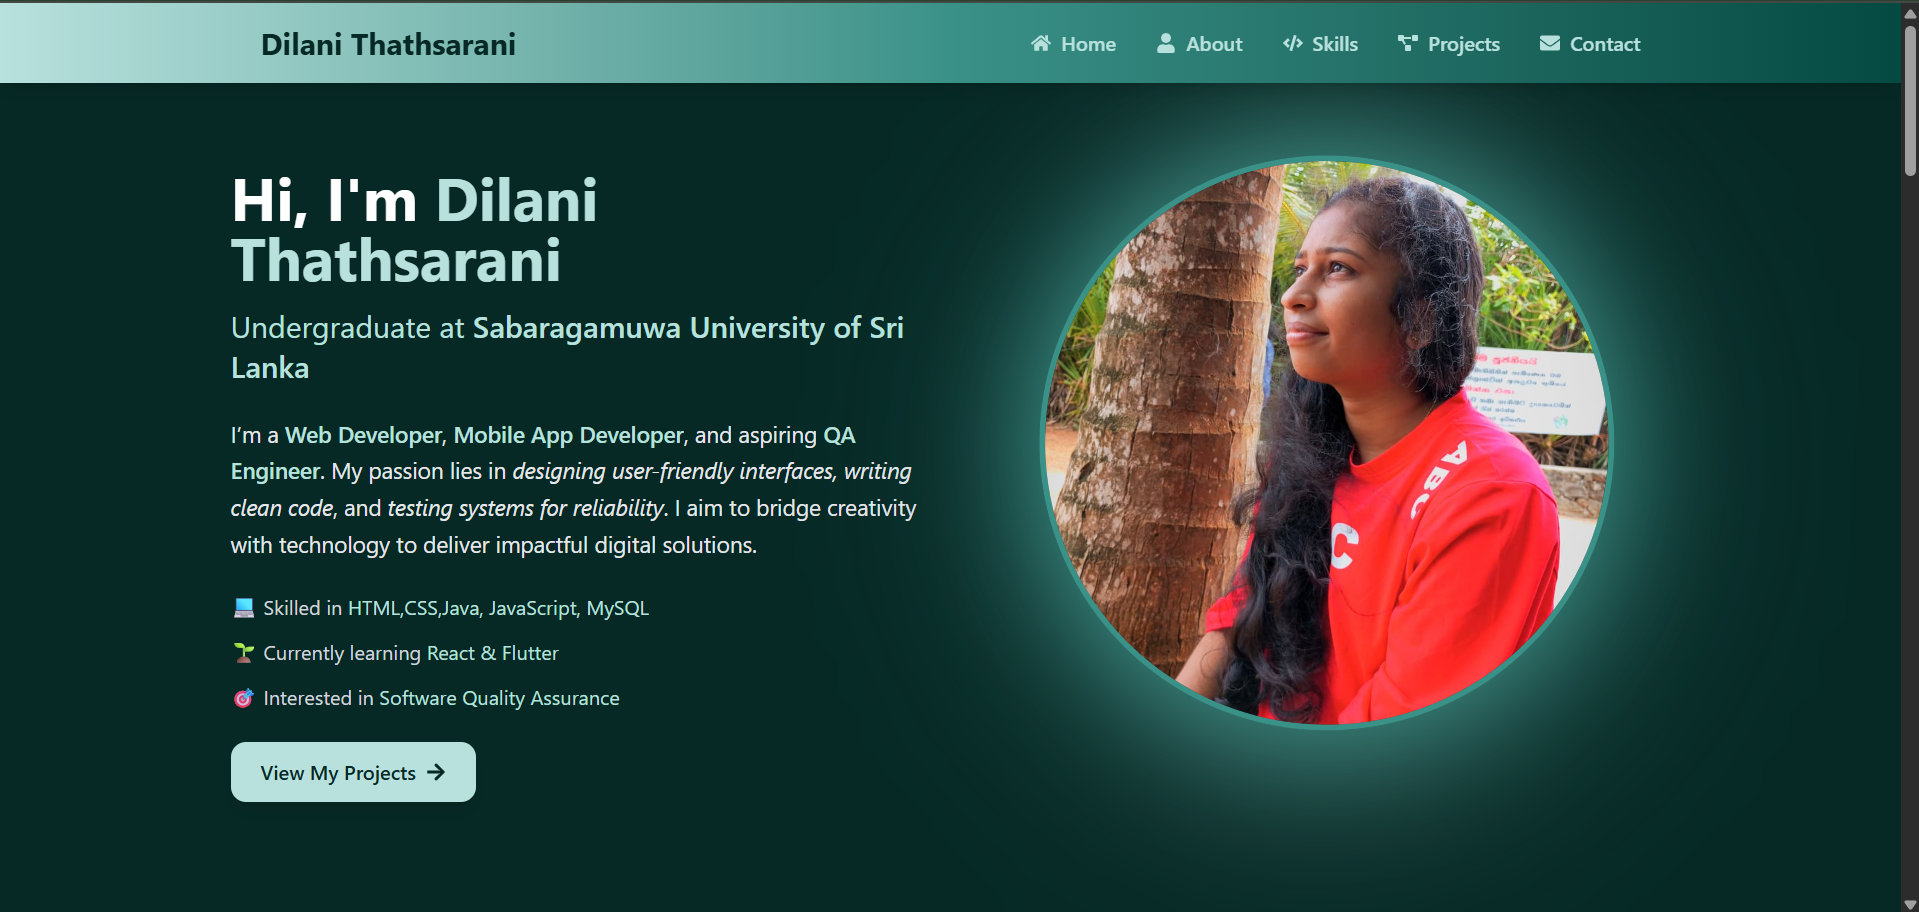 Dilani Thathsarani
Home
About
Skills
Projects
Contact
Hi, I'm Dilani
Thathsarani
Undergraduate at Sabaragamuwa University of Sri
Lanka
I’m a Web Developer, Mobile App Developer, and aspiring QA
Engineer. My passion lies in designing user-friendly interfaces, writing
clean code, and testing systems for reliability. I aim to bridge creativity
with technology to deliver impactful digital solutions.
💻 Skilled in HTML,CSS,Java, JavaScript, MySQL
🌱 Currently learning React & Flutter
🎯 Interested in Software Quality Assurance
View My Projects →
ABC
C